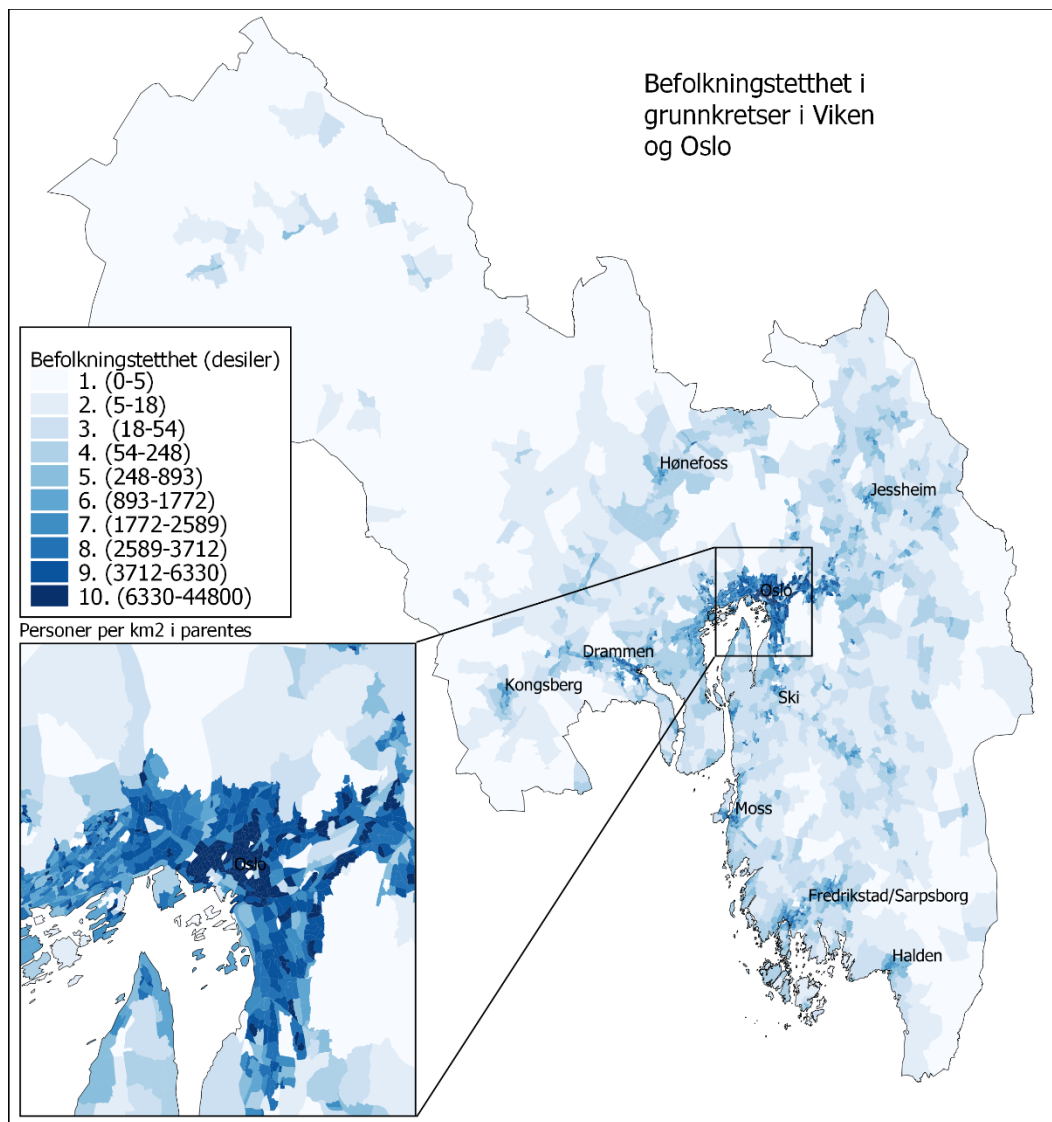 Befolkningstetthet i
grunnkretser i Viken
og Oslo
Befolkningstetthet (desiler)
1. (0-5)
2. (5-18)
3. (18-54)
4. (54-248)
5. (248-893)
6. (893-1772)
7. (1772-2589)
8. (2589-3712)
9. (3712-6330)
10. (6330-44800)
Personer per km2 i parentes
Hønefoss
Jessheim
Oslo
Drammen
Kongsberg
Ski
Moss
Fredrikstad/Sarpsborg
Halden
Oslo